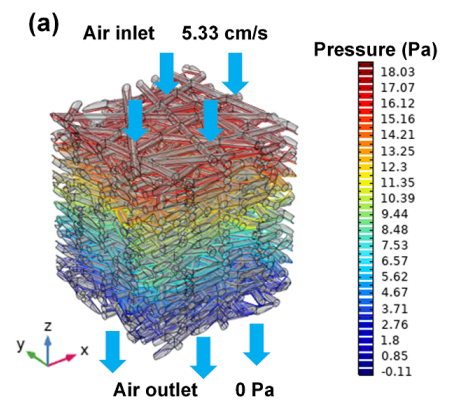 (a)
Air inlet 5.33 cm/s
Pressure (Pa)
18.03
17.07
16.12
15.16
14.21
13.25
12.3
11.35
10.39
9.44
8.48
7.53
6.57
5.62
4.67
3.71
2.76
1.8
0.85
-0.11
z
y
x
Air outlet 0 Pa